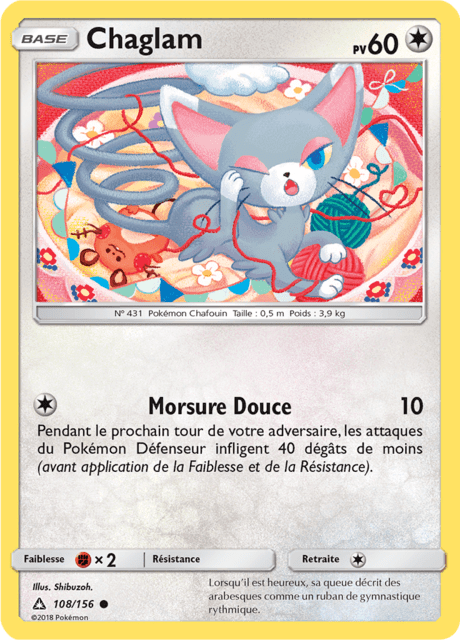 BASE Chaglam PV60
N° 431 Pokémon Chafouin Taille : 0,5 m Poids : 3,9 kg
Morsure Douce 10
Pendant le prochain tour de votre adversaire, les attaques
du Pokémon Défenseur infligent 40 dégâts de moins
(avant application de la Faiblesse et de la Résistance).
Faiblesse ×2 Résistance Retraite
Illus. Shibuzoh.
108/156
©2018 Pokémon
Lorsqu'il est heureux, sa queue décrit des
arabesques comme un ruban de gymnastique
rythmique.